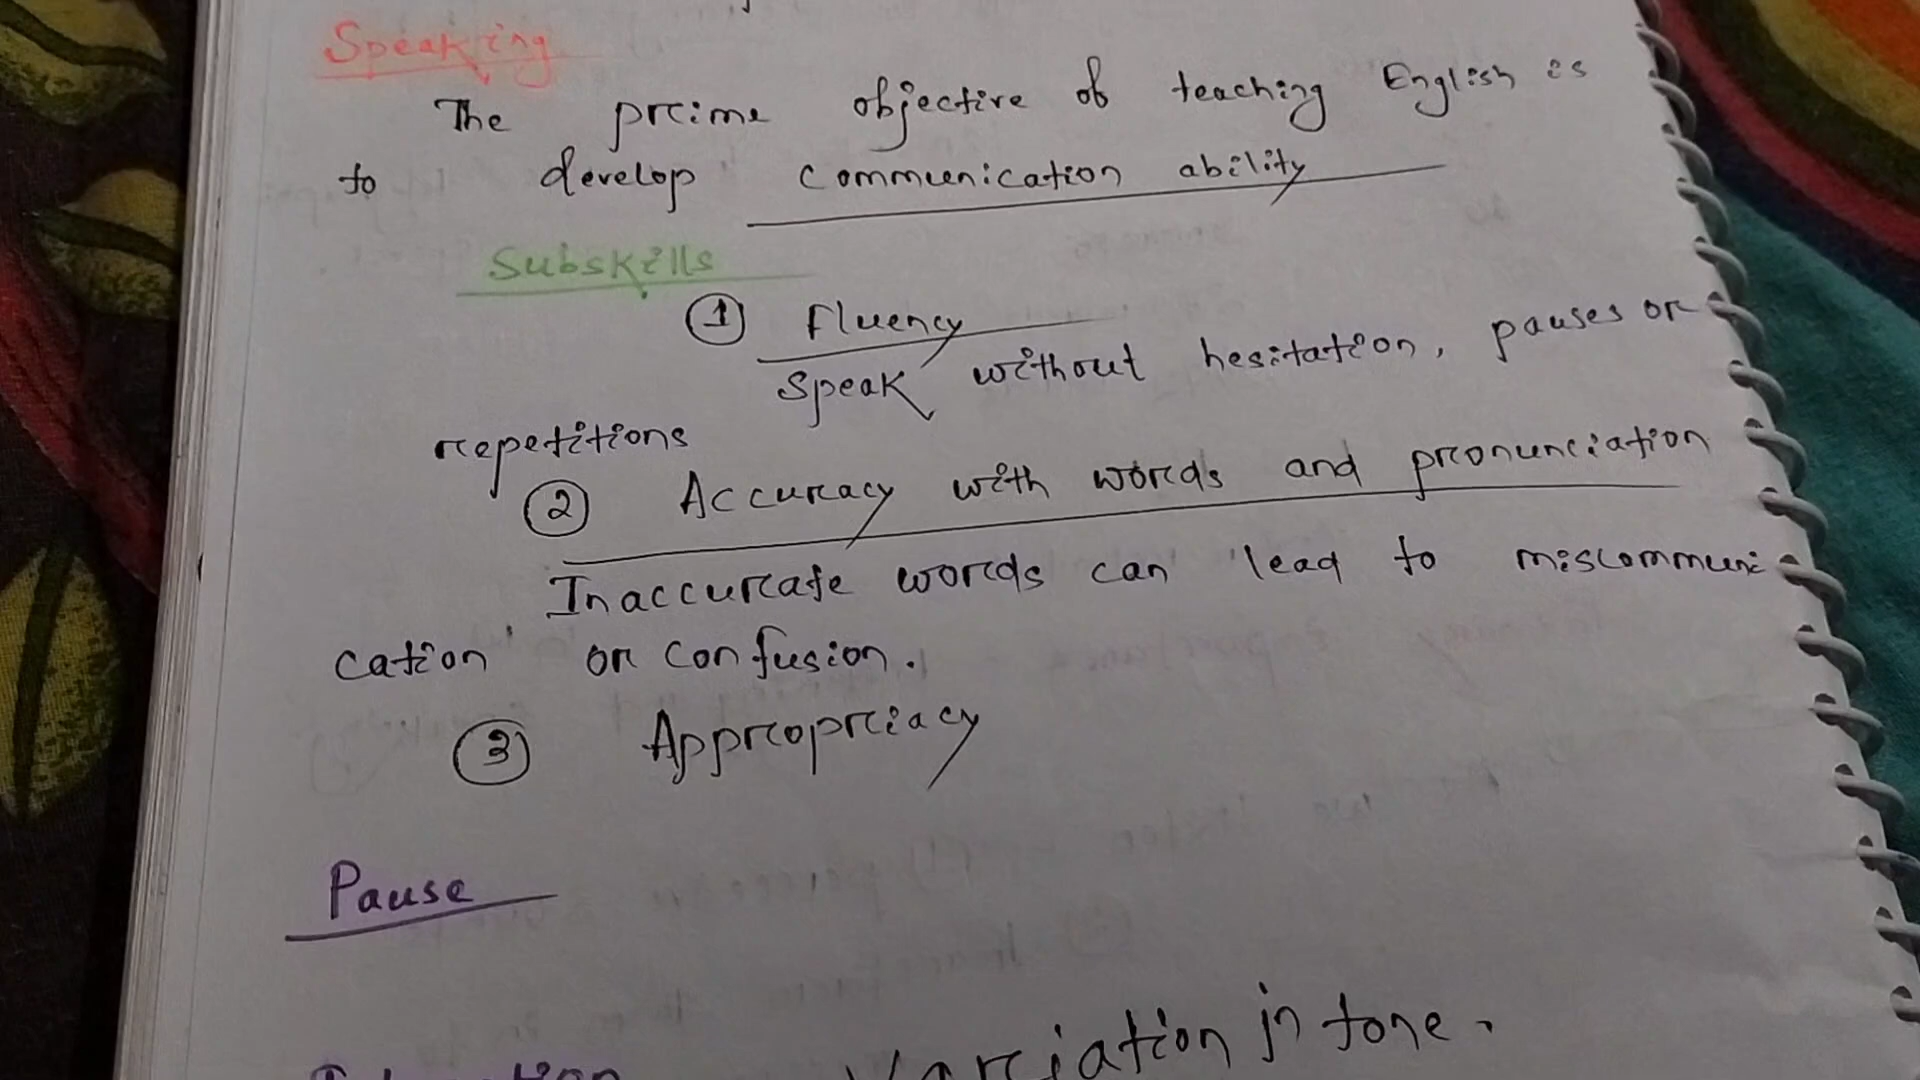 Speaking
The prime objective of teaching English is
to develop communication ability
Subskills
① Fluency
Speak without hesitation, pauses or
repetitions
② Accuracy with words and pronunciation
Inaccurate words can lead to miscommuni
cation or confusion.
③ Appropriacy
Pause
Variation in tone.